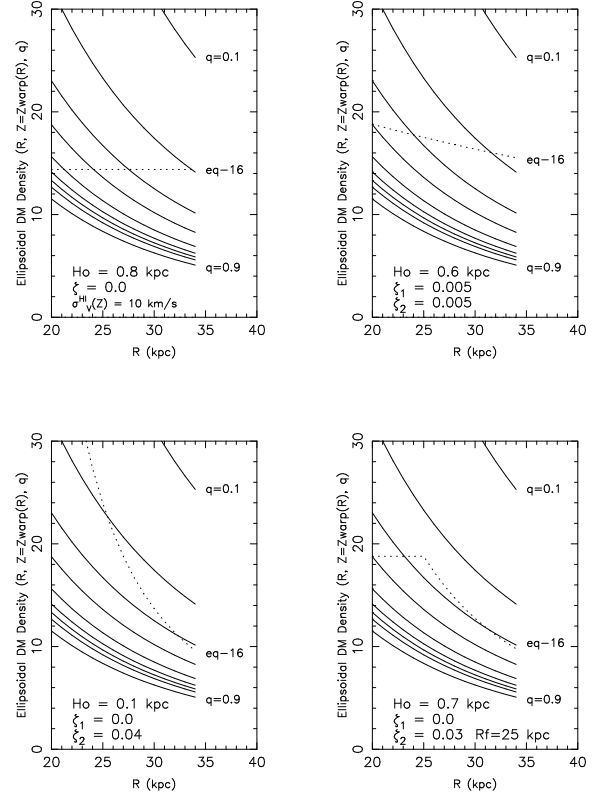 30
20
10
0
Ellipsoidal DM Density (R, Z=Zwarp(R), q)
q=0.1
eq-16
q=0.9
Ho = 0.8 kpc
ζ = 0.0
σ^HI_V(Z) = 10 km/s
20 25 30 35 40
R (kpc)
30
20
10
0
Ellipsoidal DM Density (R, Z=Zwarp(R), q)
q=0.1
eq-16
q=0.9
Ho = 0.6 kpc
ζ₁ = 0.005
ζ₂ = 0.005
20 25 30 35 40
R (kpc)
30
20
10
0
Ellipsoidal DM Density (R, Z=Zwarp(R), q)
q=0.1
eq-16
q=0.9
Ho = 0.1 kpc
ζ₁ = 0.0
ζ₂ = 0.04
20 25 30 35 40
R (kpc)
30
20
10
0
Ellipsoidal DM Density (R, Z=Zwarp(R), q)
q=0.1
eq-16
q=0.9
Ho = 0.7 kpc
ζ₁ = 0.0
ζ₂ = 0.03 Rf=25 kpc
20 25 30 35 40
R (kpc)